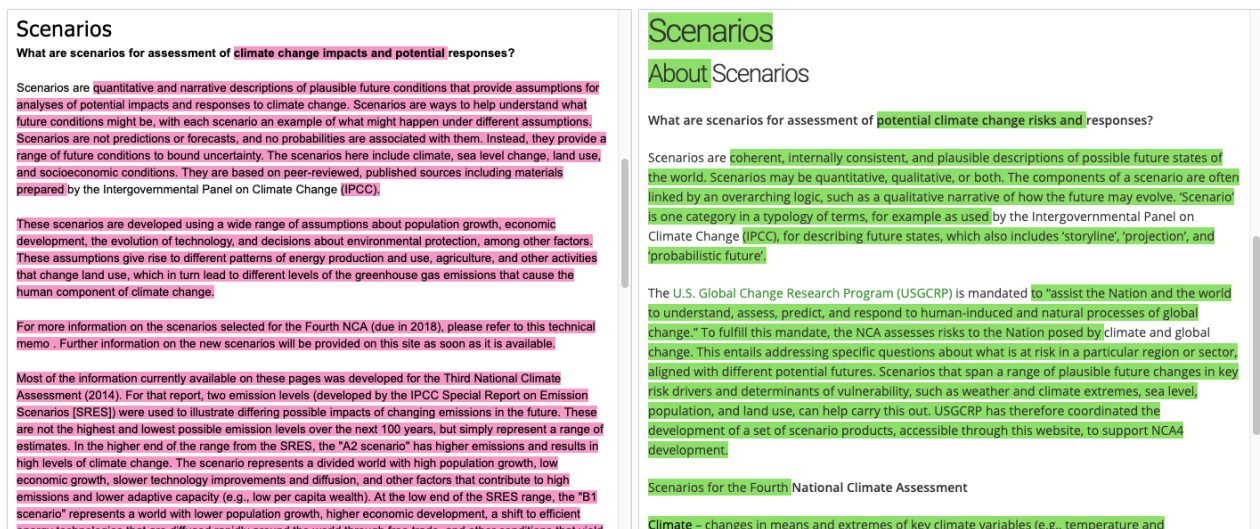 Scenarios
What are scenarios for assessment of climate change impacts and potential responses?
Scenarios are quantitative and narrative descriptions of plausible future conditions that provide assumptions for
analyses of potential impacts and responses to climate change. Scenarios are ways to help understand what
future conditions might be, with each scenario an example of what might happen under different assumptions.
Scenarios are not predictions or forecasts, and no probabilities are associated with them. Instead, they provide a
range of future conditions to bound uncertainty. The scenarios here include climate, sea level change, land use,
and socioeconomic conditions. They are based on peer-reviewed, published sources including materials
prepared by the Intergovernmental Panel on Climate Change (IPCC).
These scenarios are developed using a wide range of assumptions about population growth, economic
development, the evolution of technology, and decisions about environmental protection, among other factors.
These assumptions give rise to different patterns of energy production and use, agriculture, and other activities
that change land use, which in turn lead to different levels of the greenhouse gas emissions that cause the
human component of climate change.
For more information on the scenarios selected for the Fourth NCA (due in 2018), please refer to this technical
memo . Further information on the new scenarios will be provided on this site as soon as it is available.
Most of the information currently available on these pages was developed for the Third National Climate
Assessment (2014). For that report, two emission levels (developed by the IPCC Special Report on Emission
Scenarios [SRES]) were used to illustrate differing possible impacts of changing emissions in the future. These
are not the highest and lowest possible emission levels over the next 100 years, but simply represent a range of
estimates. In the higher end of the range from the SRES, the "A2 scenario" has higher emissions and results in
high levels of climate change. The scenario represents a divided world with high population growth, low
economic growth, slower technology improvements and diffusion, and other factors that contribute to high
emissions and lower adaptive capacity (e.g., low per capita wealth). At the low end of the SRES range, the "B1
scenario" represents a world with lower population growth, higher economic development, a shift to efficient
Scenarios
About Scenarios
What are scenarios for assessment of potential climate change risks and responses?
Scenarios are coherent, internally consistent, and plausible descriptions of possible future states of
the world. Scenarios may be quantitative, qualitative, or both. The components of a scenario are often
linked by an overarching logic, such as a qualitative narrative of how the future may evolve. ‘Scenario’
is one category in a typology of terms, for example as used by the Intergovernmental Panel on
Climate Change (IPCC), for describing future states, which also includes ‘storyline’, ‘projection’, and
‘probabilistic future’.
The U.S. Global Change Research Program (USGCRP) is mandated to “assist the Nation and the world
to understand, assess, predict, and respond to human-induced and natural processes of global
change.” To fulfill this mandate, the NCA assesses risks to the Nation posed by climate and global
change. This entails addressing specific questions about what is at risk in a particular region or sector,
aligned with different potential futures. Scenarios that span a range of plausible future changes in key
risk drivers and determinants of vulnerability, such as weather and climate extremes, sea level,
population, and land use, can help carry this out. USGCRP has therefore coordinated the
development of a set of scenario products, accessible through this website, to support NCA4
development.
Scenarios for the Fourth National Climate Assessment
Climate – changes in means and extremes of key climate variables (e.g., temperature and